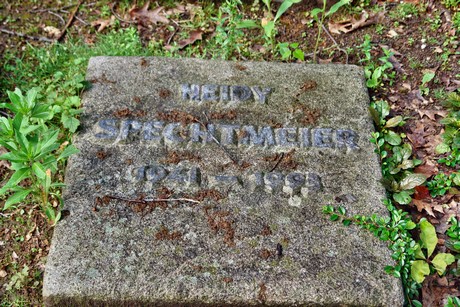 HEIDY
SPECHTMEIER
1941 – 1993